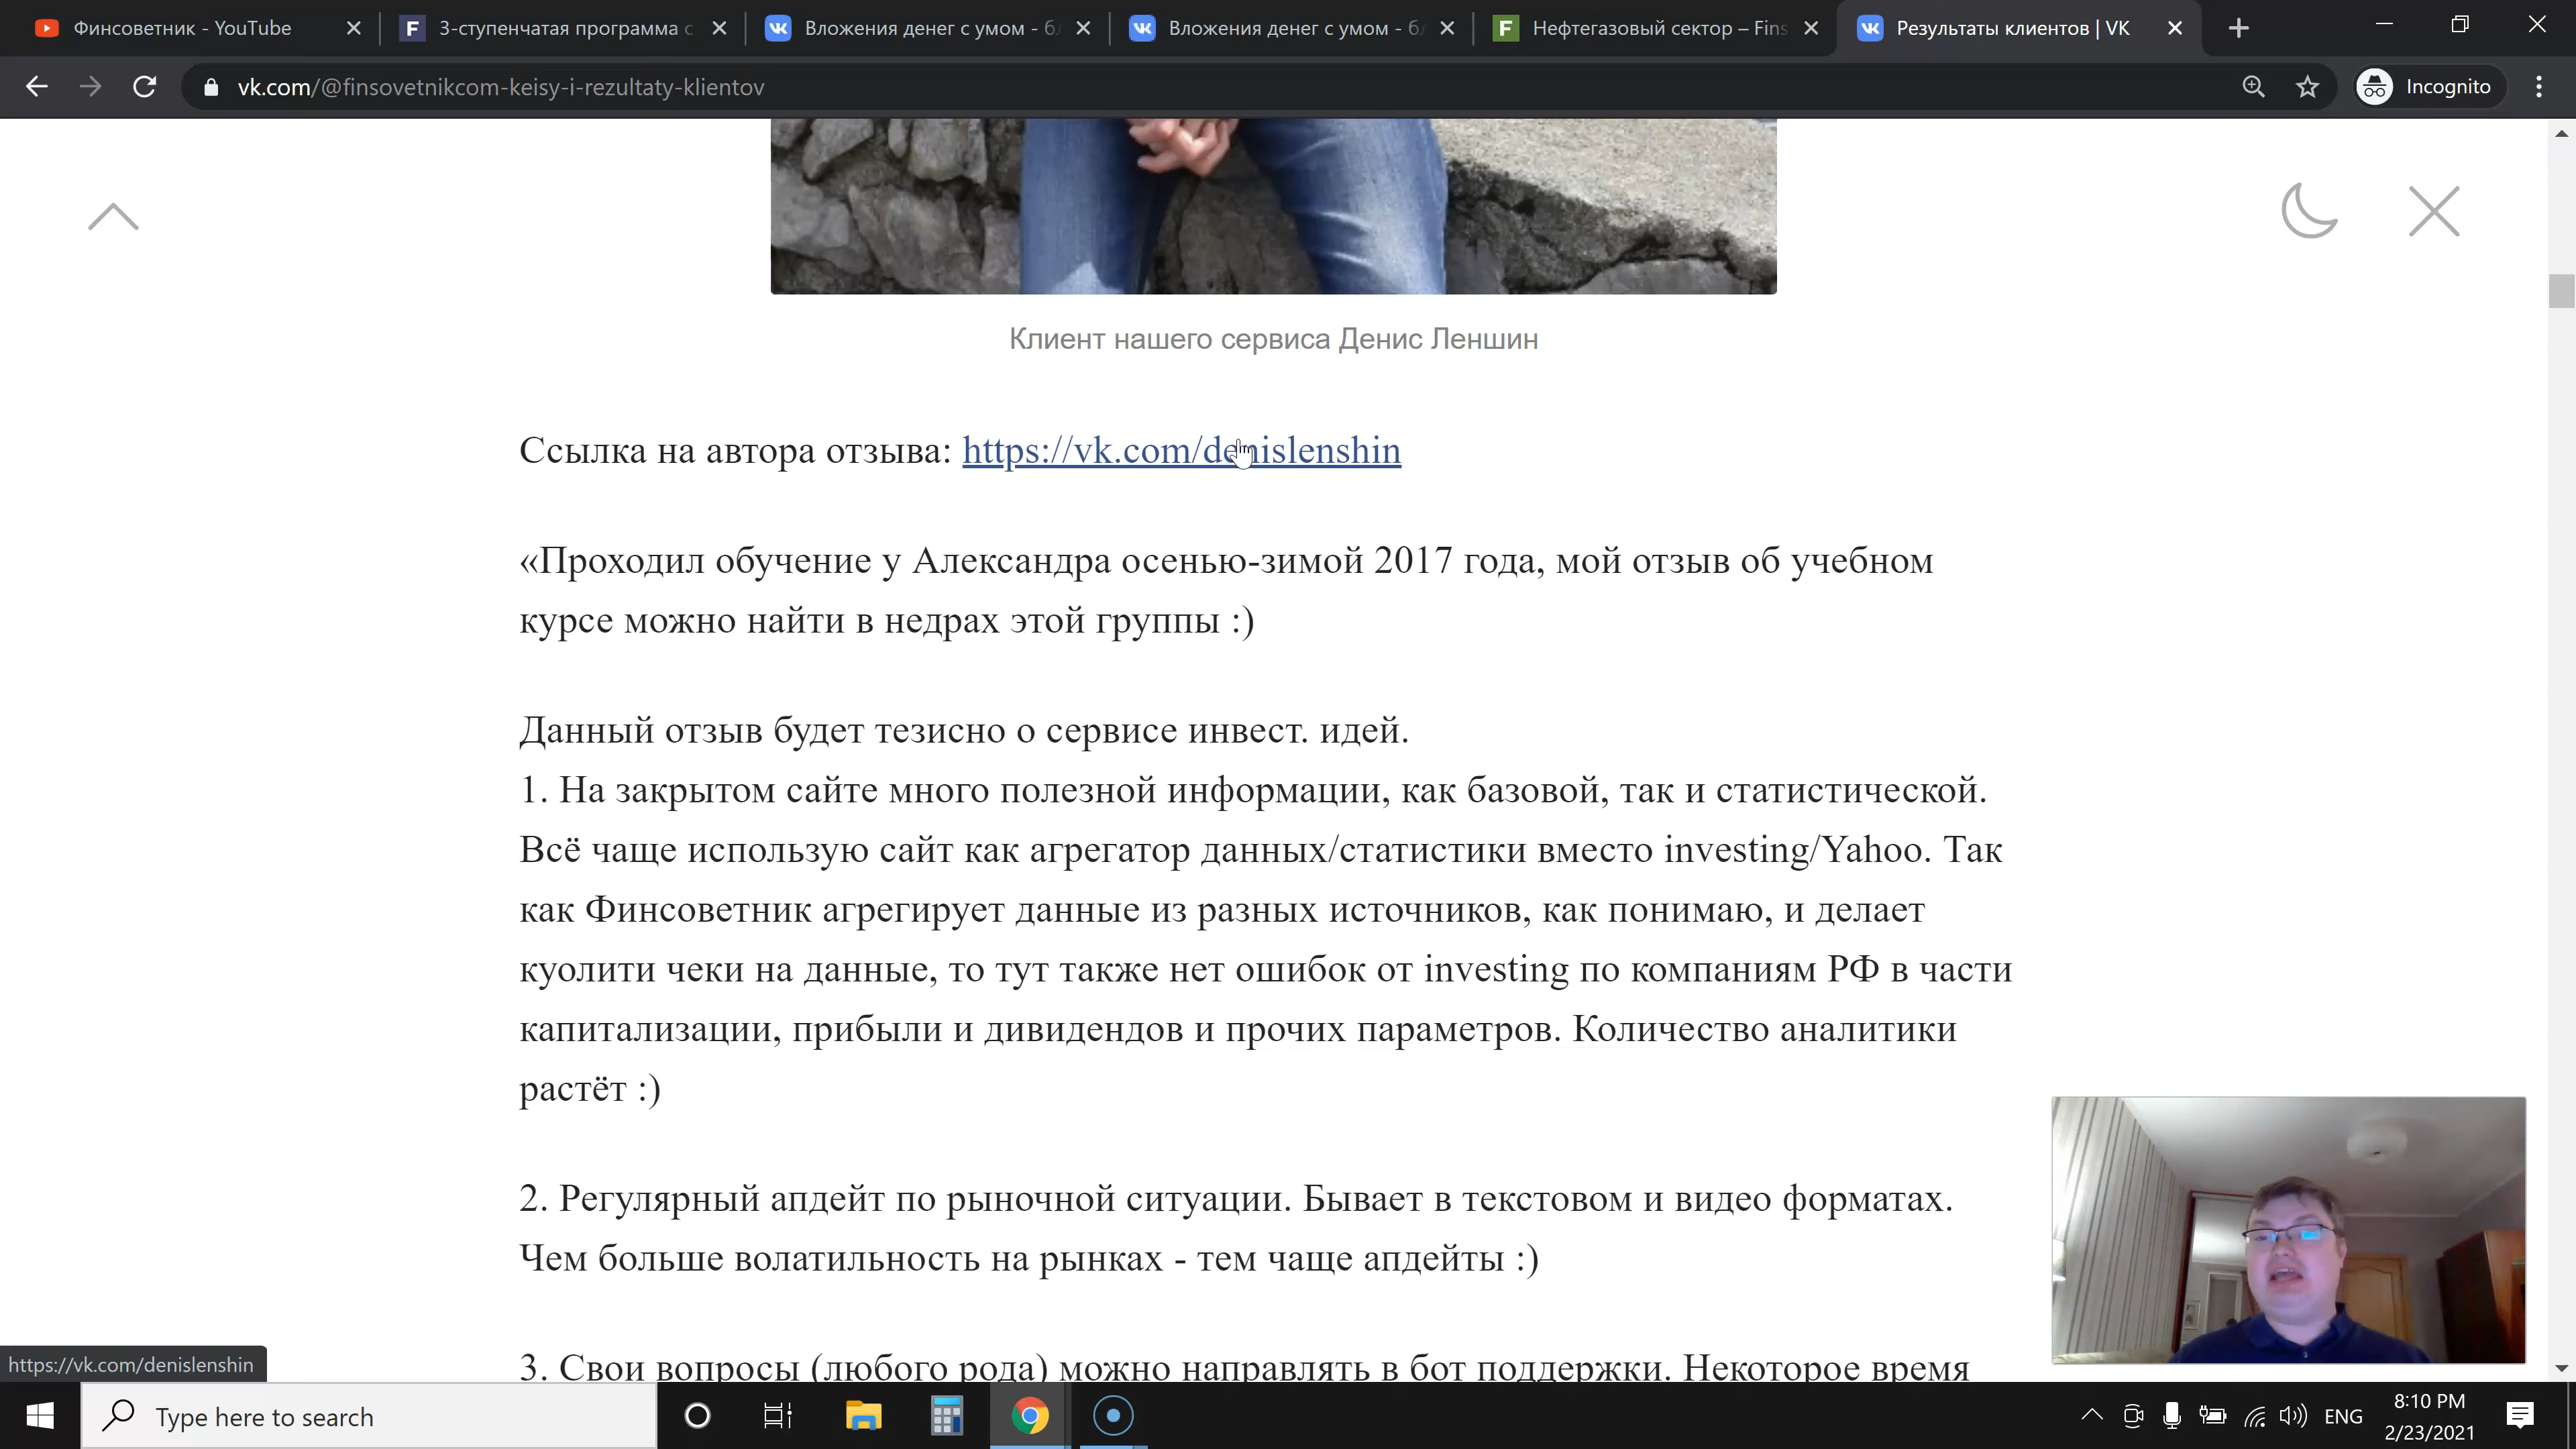 Финсоветник - YouTube
3-ступенчатая программа с
Вложения денег с умом - бл
Вложения денег с умом - бл
Нефтегазовый сектор – Fins
Результаты клиентов | VK
vk.com/@finsovetnikcom-keisy-i-rezultaty-klientov
Incognito
Клиент нашего сервиса Денис Леншин
Ссылка на автора отзыва: https://vk.com/denislenshin
«Проходил обучение у Александра осенью-зимой 2017 года, мой отзыв об учебном
курсе можно найти в недрах этой группы :)
Данный отзыв будет тезисно о сервисе инвест. идей.
1. На закрытом сайте много полезной информации, как базовой, так и статистической.
Всё чаще использую сайт как агрегатор данных/статистики вместо investing/Yahoo. Так
как Финсоветник агрегирует данные из разных источников, как понимаю, и делает
куолити чеки на данные, то тут также нет ошибок от investing по компаниям РФ в части
капитализации, прибыли и дивидендов и прочих параметров. Количество аналитики
растёт :)
2. Регулярный апдейт по рыночной ситуации. Бывает в текстовом и видео форматах.
Чем больше волатильность на рынках - тем чаще апдейты :)
3. Свои вопросы (любого рода) можно направлять в бот поддержки. Некоторое время
https://vk.com/denislenshin
Type here to search
ENG
8:10 PM
2/23/2021